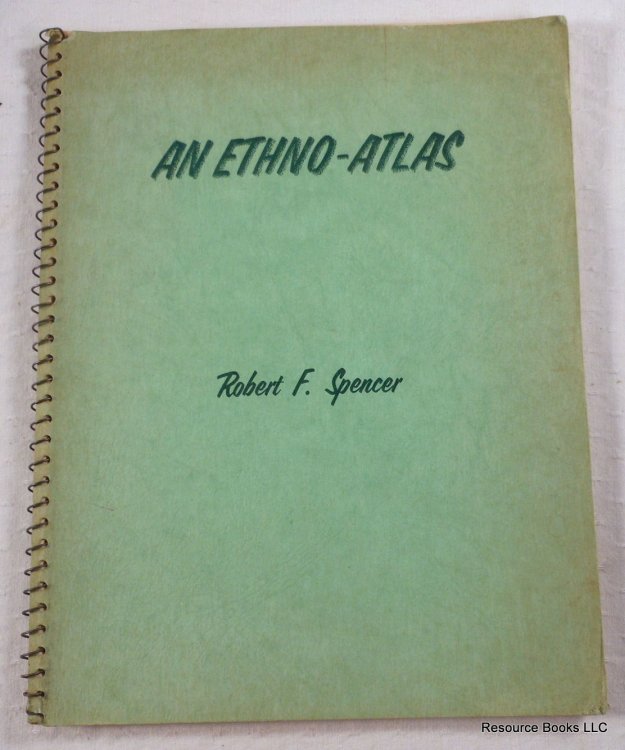 AN ETHNO-ATLAS
Robert F. Spencer
Resource Books LLC